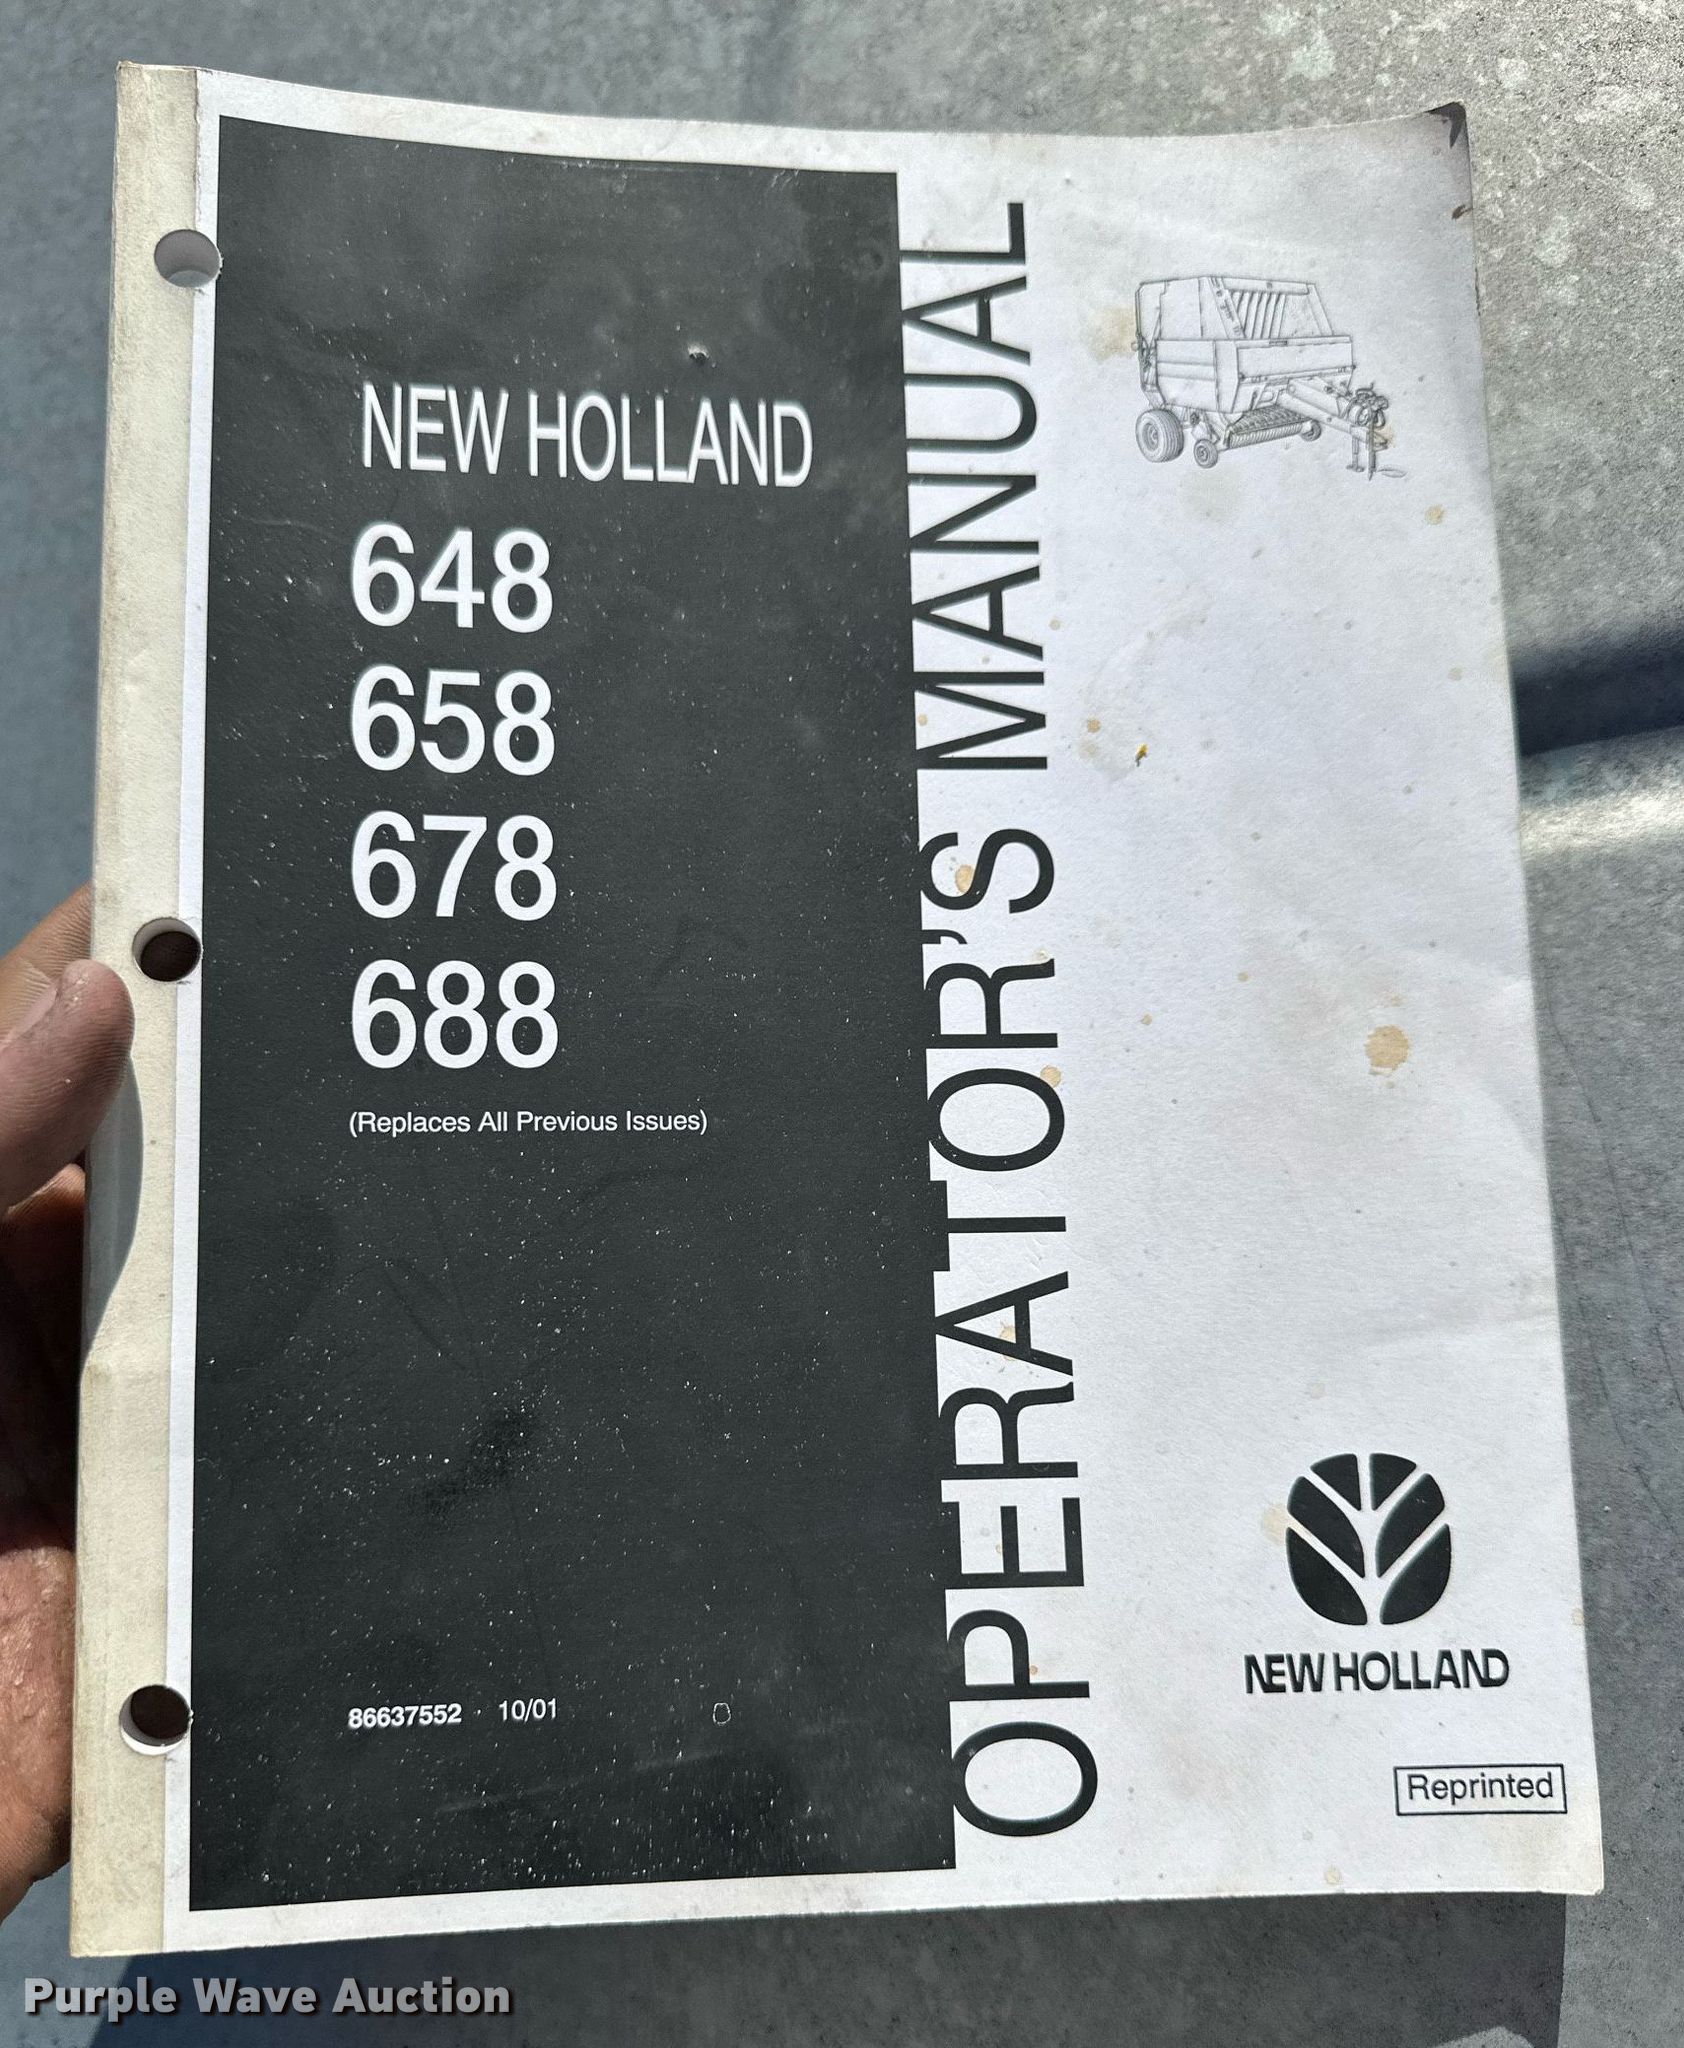 NEW HOLLAND
648
658
678
688
(Replaces All Previous Issues)
86637552 · 10/01
OPERATOR'S MANUAL
NEW HOLLAND
Reprinted
Purple Wave Auction